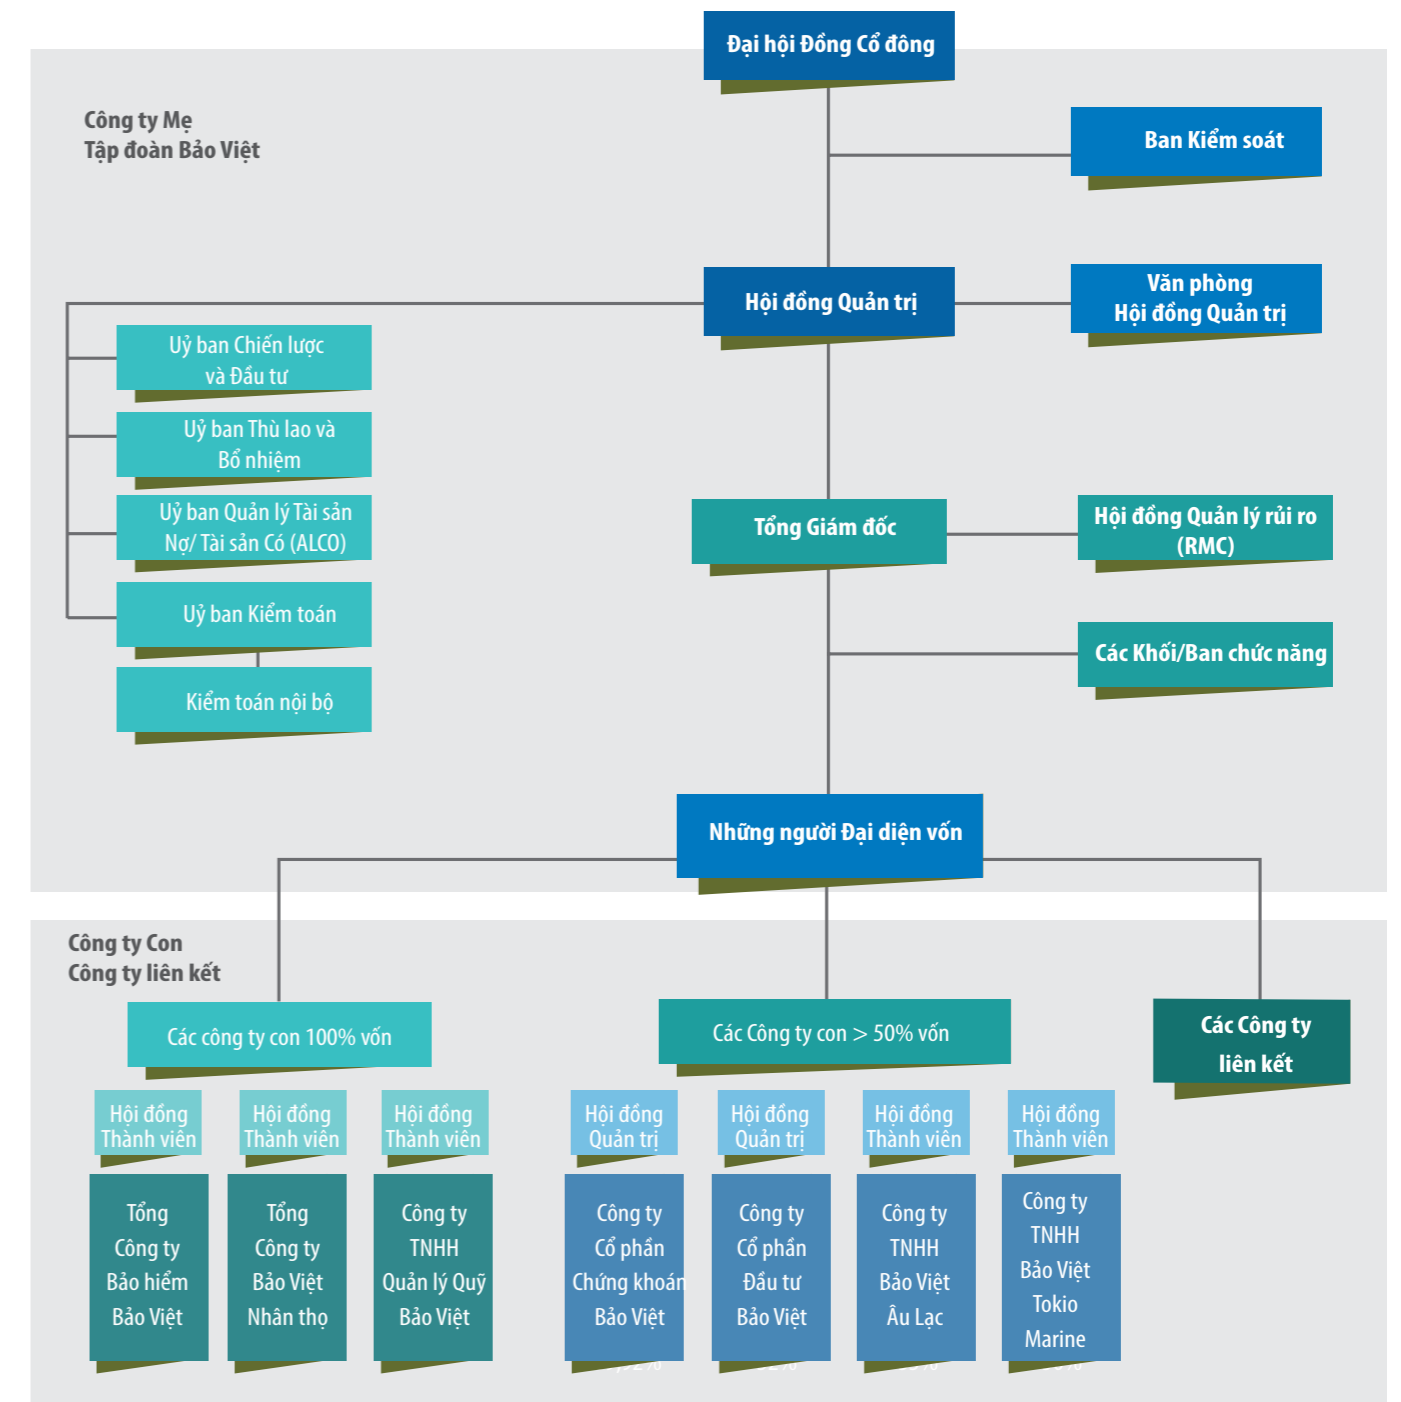 Đại hội Đồng Cổ đông
Công ty Mẹ
Tập đoàn Bảo Việt
Ban Kiểm soát
Hội đồng Quản trị
Văn phòng
Hội đồng Quản trị
Uỷ ban Chiến lược
và Đầu tư
Uỷ ban Thù lao và
Bổ nhiệm
Uỷ ban Quản lý Tài sản
Nợ/ Tài sản Có (ALCO)
Uỷ ban Kiểm toán
Kiểm toán nội bộ
Tổng Giám đốc
Hội đồng Quản lý rủi ro
(RMC)
Các Khối/Ban chức năng
Những người Đại diện vốn
Công ty Con
Công ty liên kết
Các công ty con 100% vốn
Các Công ty con > 50% vốn
Các Công ty
liên kết
Hội đồng
Thành viên
Hội đồng
Thành viên
Hội đồng
Thành viên
Hội đồng
Quản trị
Hội đồng
Quản trị
Hội đồng
Thành viên
Hội đồng
Thành viên
Tổng
Công ty
Bảo hiểm
Bảo Việt
Tổng
Công ty
Bảo Việt
Nhân thọ
Công ty
TNHH
Quản lý Quỹ
Bảo Việt
Công ty
Cổ phần
Chứng khoán
Bảo Việt
Công ty
Cổ phần
Đầu tư
Bảo Việt
Công ty
TNHH
Bảo Việt
Âu Lạc
Công ty
TNHH
Bảo Việt
Tokio
Marine